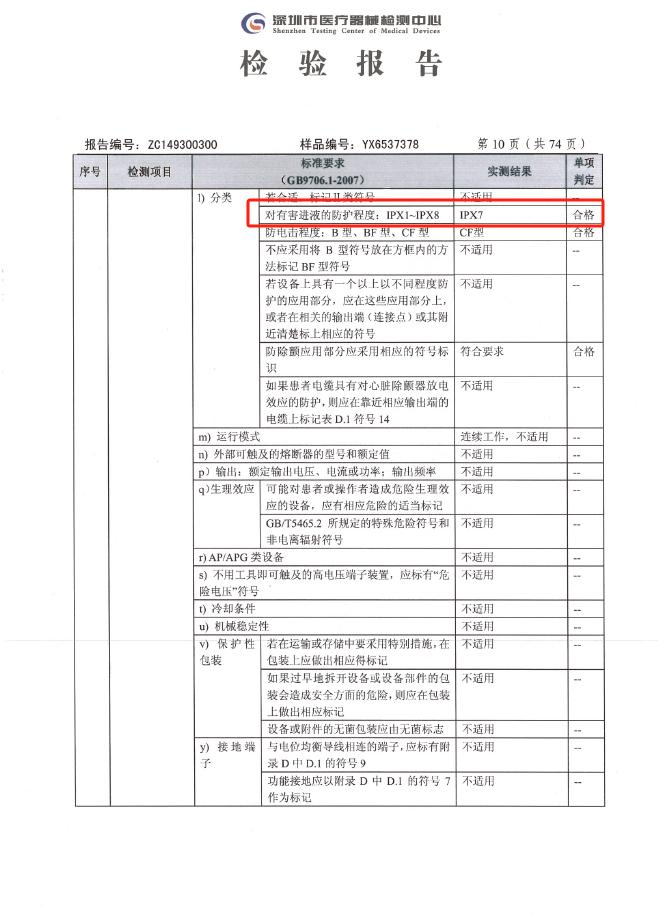 深圳市医疗器械检测中心
Shenzhen Testing Center of Medical Devices
检 验 报 告
报告编号: ZC149300300 样品编号: YX6537378 第 10 页 ( 共 74 页 )
序号 检测项目 标准要求 (GB9706.1-2007) 实测结果 单项判定
l) 分类 若合适、标记Ⅱ类符号 不适用 --
对有害进液的防护程度: IPX1~IPX8 IPX7 合格
防电击程度: B 型、BF 型、CF 型 CF型 合格
不应采用将 B 型符号放在方框内的方 不适用 --
法标记 BF 型符号
若设备上具有一个以上以不同程度防 不适用 --
护的应用部分, 应在这些应用部分上,
或者在相关的输出端 (连接点) 或其附
近清楚标上相应的符号
防除颤应用部分应采用相应的符号标 符合要求 合格
识
如果患者电缆具有对心脏除颤器放电 不适用 --
效应的防护, 则应在靠近相应输出端的
电缆上标记表 D.1 符号 14
m) 运行模式 连续工作, 不适用 --
n) 外部可触及的熔断器的型号和额定值 不适用 --
p) 输出: 额定输出电压、电流或功率; 输出频率 不适用 --
q)生理效应 可能对患者或操作者造成危险生理效 不适用 --
应的设备, 应有相应危险的适当标记
GB/T5465.2 所规定的特殊危险符号和 不适用 --
非电离辐射符号
r) AP/APG 类设备 不适用 --
s) 不用工具即可触及的高电压端子装置, 应标有“危 不适用 --
险电压”符号
t) 冷却条件 不适用 --
u) 机械稳定性 不适用 --
v) 保护性 若在运输或存储中要采用特别措施, 在 不适用 --
包装 包装上应做出相应得标记
如果过早地拆开设备或设备部件的包 不适用 --
装会造成安全方面的危险, 则应在包装
上做出相应标记
设备或附件的无菌包装应由无菌标志 不适用 --
y) 接地端 与电位均衡导线相连的端子, 应标有附 不适用 --
子 录 D 中 D.1 的符号 9
功能接地应以附录 D 中 D.1 的符号 7 不适用 --
作为标记